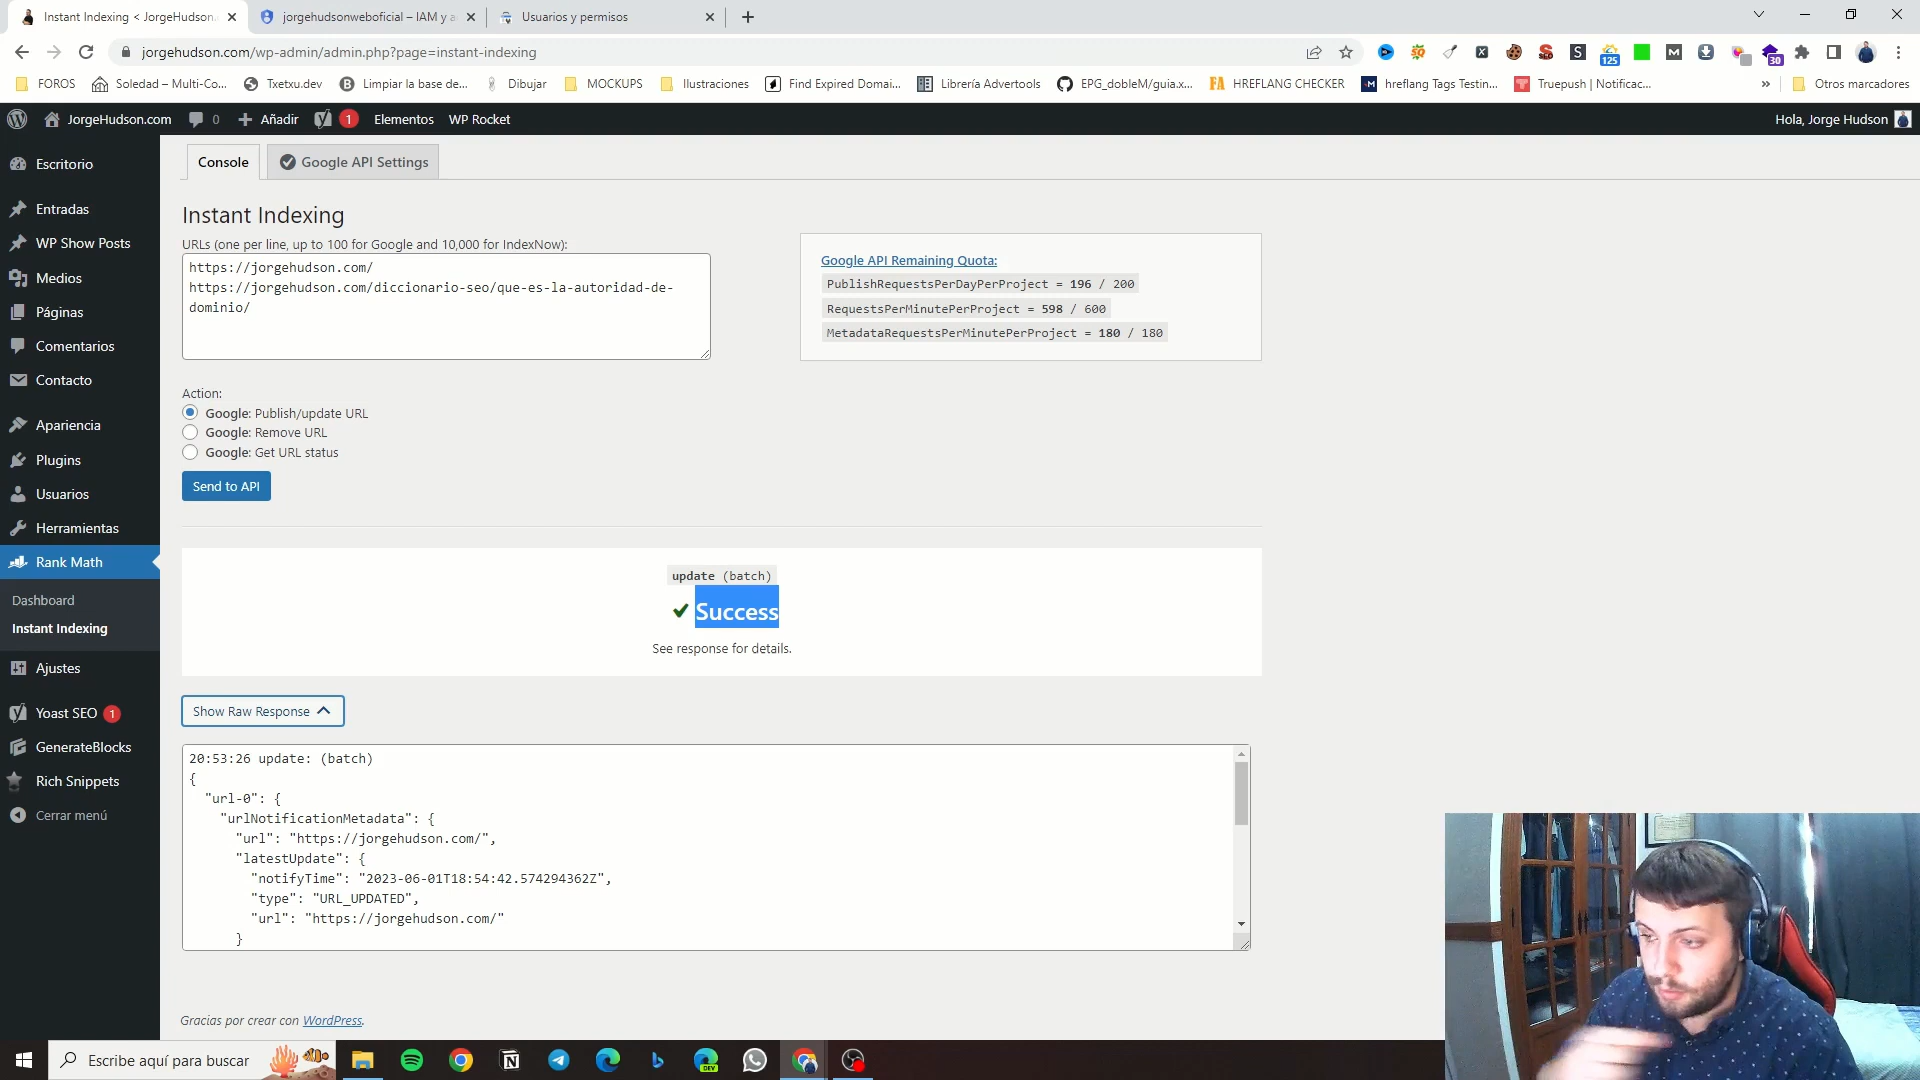 Instant Indexing < JorgeHudson.
jorgehudsonweboficial – IAM y a
Usuarios y permisos
jorgehudson.com/wp-admin/admin.php?page=instant-indexing
125
30
FOROS
Soledad – Multi-Co...
Txetxu.dev
Limpiar la base de...
Dibujar
MOCKUPS
Ilustraciones
Find Expired Domai...
Librería Advertools
EPG_dobleM/guia.x...
HREFLANG CHECKER
hreflang Tags Testin...
Truepush | Notificac...
»
Otros marcadores
JorgeHudson.com
0
Añadir
1
Elementos
WP Rocket
Hola, Jorge Hudson
Escritorio
Entradas
WP Show Posts
Medios
Páginas
Comentarios
Contacto
Apariencia
Plugins
Usuarios
Herramientas
Rank Math
Dashboard
Instant Indexing
Ajustes
Yoast SEO 1
GenerateBlocks
Rich Snippets
Cerrar menú
Console
Google API Settings
Instant Indexing
URLs (one per line, up to 100 for Google and 10,000 for IndexNow):
https://jorgehudson.com/
https://jorgehudson.com/diccionario-seo/que-es-la-autoridad-de-
dominio/
Google API Remaining Quota:
PublishRequestsPerDayPerProject = 196 / 200
RequestsPerMinutePerProject = 598 / 600
MetadataRequestsPerMinutePerProject = 180 / 180
Action:
Google: Publish/update URL
Google: Remove URL
Google: Get URL status
Send to API
update (batch)
Success
See response for details.
Show Raw Response
20:53:26 update: (batch)
{
"url-0": {
"urlNotificationMetadata": {
"url": "https://jorgehudson.com/",
"latestUpdate": {
"notifyTime": "2023-06-01T18:54:42.574294362Z",
"type": "URL_UPDATED",
"url": "https://jorgehudson.com/"
}
Gracias por crear con WordPress.
Escribe aquí para buscar
DEV